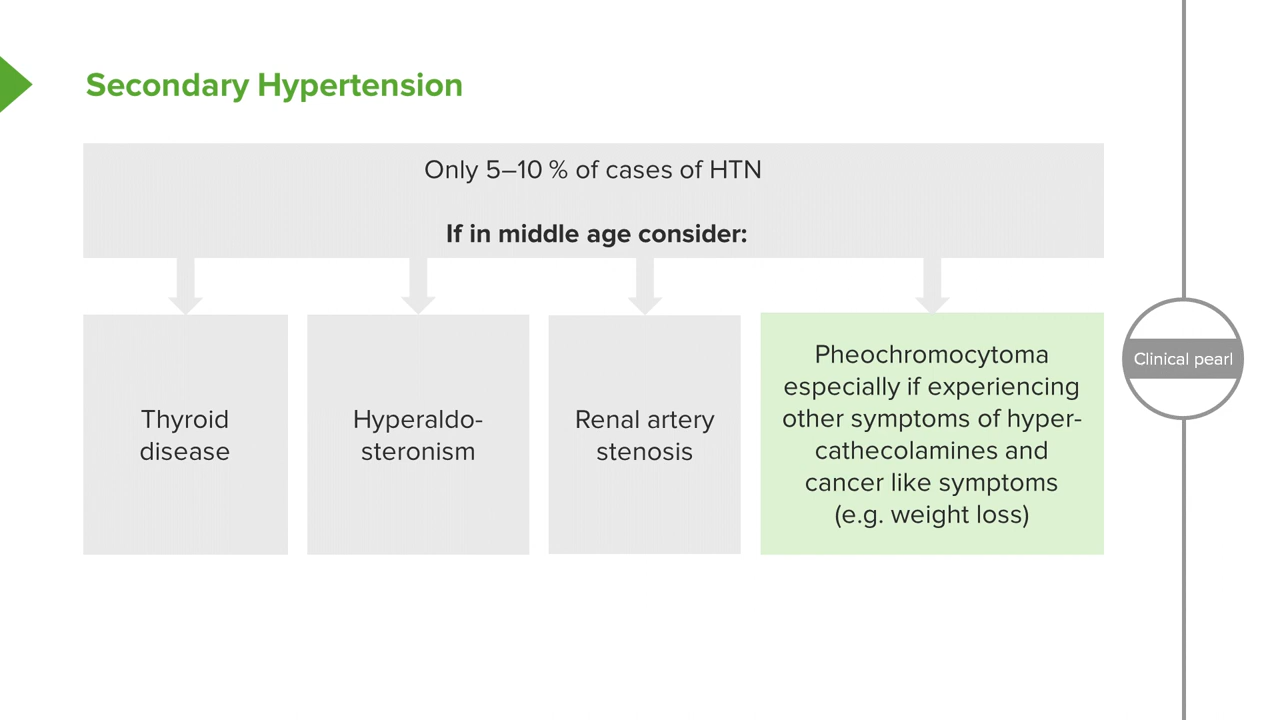 Secondary Hypertension
Only 5–10 % of cases of HTN
If in middle age consider:
Thyroid
disease
Hyperaldo-
steronism
Renal artery
stenosis
Pheochromocytoma
especially if experiencing
other symptoms of hyper-
cathecolamines and
cancer like symptoms
(e.g. weight loss)
Clinical pearl